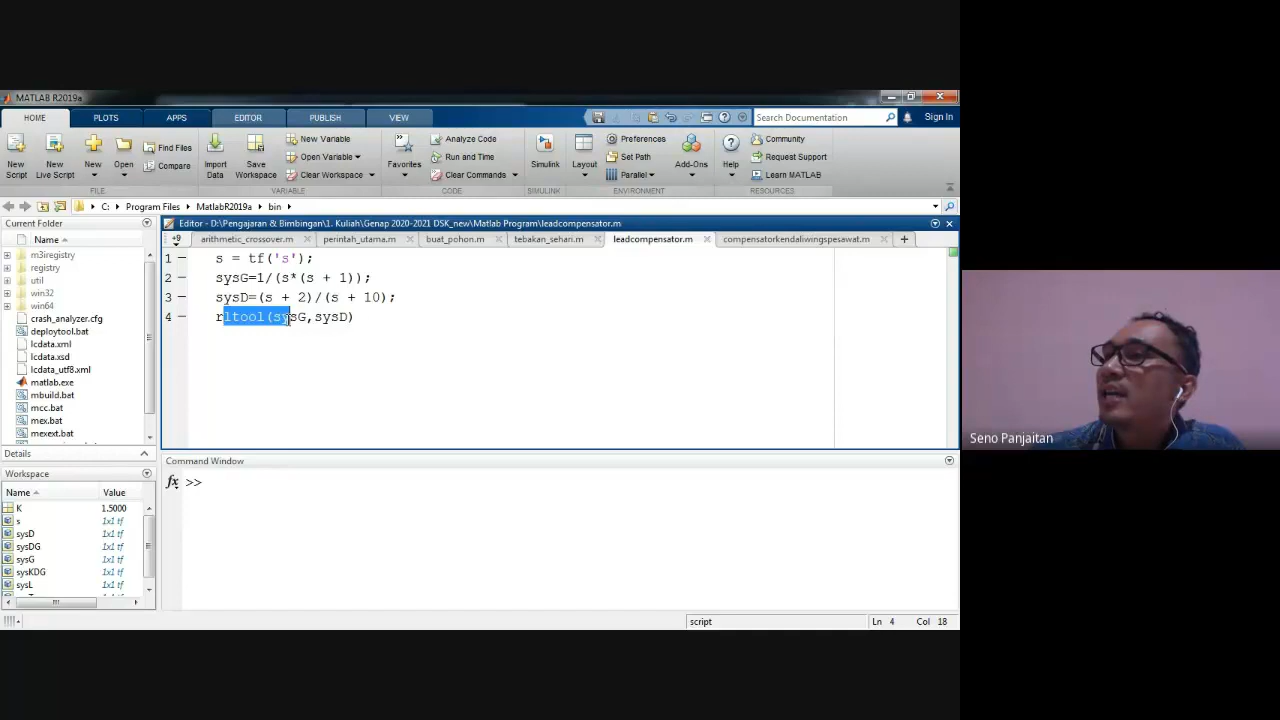 MATLAB R2019a
HOME PLOTS APPS EDITOR PUBLISH VIEW
Search Documentation
Sign In
New Script
New Live Script
New
Open
Find Files
Compare
FILE
Import Data
Save Workspace
New Variable
Open Variable
Clear Workspace
VARIABLE
Favorites
Analyze Code
Run and Time
Clear Commands
CODE
Simulink
SIMULINK
Layout
Preferences
Set Path
Parallel
Add-Ons
ENVIRONMENT
Help
Community
Request Support
Learn MATLAB
RESOURCES
C: Program Files MatlabR2019a bin
Current Folder
Name
m3iregistry
registry
util
win32
win64
crash_analyzer.cfg
deploytool.bat
lcdata.xml
lcdata.xsd
lcdata_utf8.xml
matlab.exe
mbuild.bat
mcc.bat
mex.bat
mexext.bat
Details
Workspace
Name Value
K 1.5000
s 1x1 tf
sysD 1x1 tf
sysDG 1x1 tf
sysG 1x1 tf
sysKDG 1x1 tf
sysL 1x1 tf
Editor - D:\Pengajaran & Bimbingan\1. Kuliah\Genap 2020-2021 DSK_new\Matlab Program\leadcompensator.m
+9 arithmetic_crossover.m perintah_utama.m buat_pohon.m tebakan_sehari.m leadcompensator.m compensatorkendaliwingspesawat.m
1 s = tf('s');
2 sysG=1/(s*(s + 1));
3 sysD=(s + 2)/(s + 10);
4 rltool(sysG,sysD)
Command Window
fx >>
script
Ln 4 Col 18
Seno Panjaitan